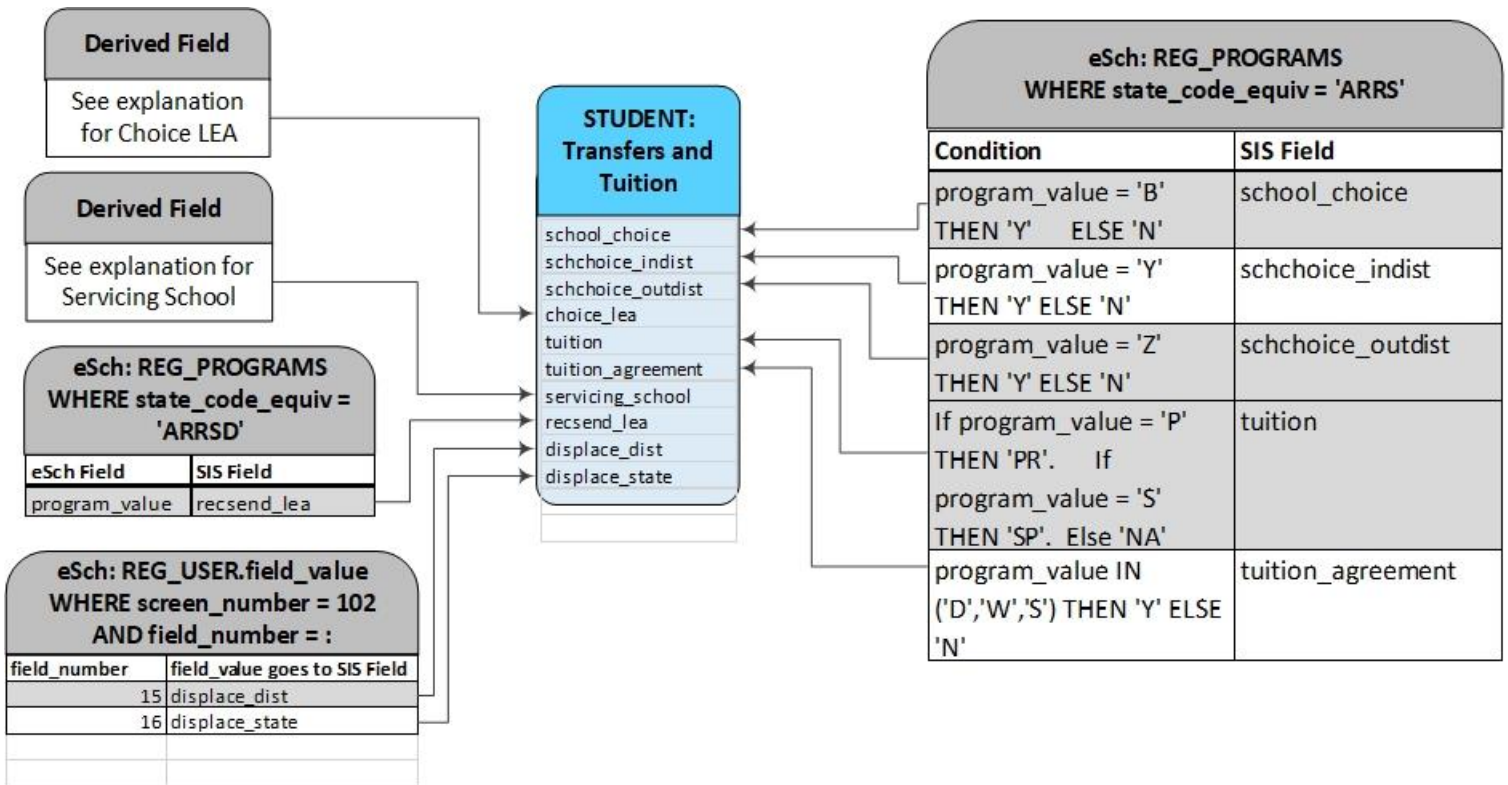 Derived Field
See explanation
for Choice LEA
Derived Field
See explanation for
Servicing School
eSch: REG_PROGRAMS
WHERE state_code_equiv =
'ARRSD'
eSch Field SIS Field
program_value recsend_lea
eSch: REG_USER.field_value
WHERE screen_number = 102
AND field_number = :
field_number field_value goes to SIS Field
15 displace_dist
16 displace_state
STUDENT:
Transfers and
Tuition
school_choice
schchoice_indist
schchoice_outdist
choice_lea
tuition
tuition_agreement
servicing_school
recsend_lea
displace_dist
displace_state
eSch: REG_PROGRAMS
WHERE state_code_equiv = 'ARRS'
Condition SIS Field
program_value = 'B' school_choice
THEN 'Y' ELSE 'N'
program_value = 'Y' schchoice_indist
THEN 'Y' ELSE 'N'
program_value = 'Z' schchoice_outdist
THEN 'Y' ELSE 'N'
If program_value = 'P' tuition
THEN 'PR'. If
program_value = 'S'
THEN 'SP'. Else 'NA'
program_value IN tuition_agreement
('D','W','S') THEN 'Y' ELSE
'N'